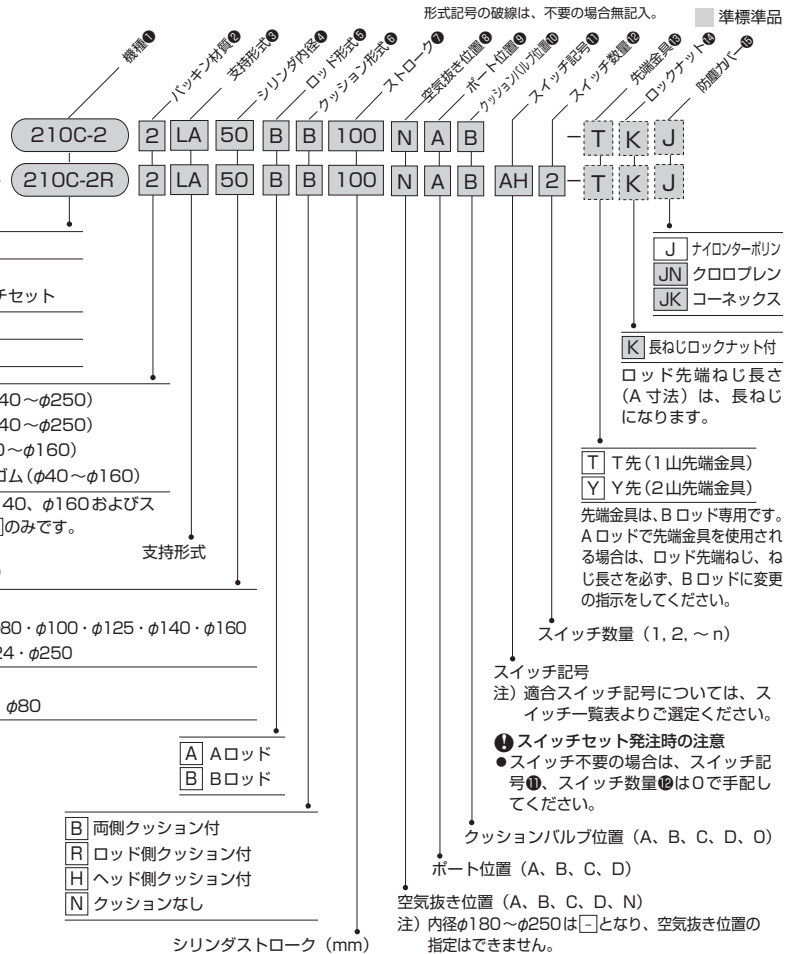 形式記号の破線は、不要の場合無記入。
準標準品
機種❶
パッキン材質❷
支持形式❸
シリンダ内径❹
ロッド形式❺
クッション形式❻
ストローク❼
空気抜き位置❽
ポート位置❾
クッションバルブ位置❿
スイッチ記号⓫
スイッチ数量⓬
先端金具⓭
ロックナット⓮
防塵カバー⓯
210C-2 2 LA 50 B B 100 N A B - T K J
210C-2R 2 LA 50 B B 100 N A B AH 2 - T K J
J ナイロンターポリン
JN クロロプレン
JK コーネックス
チセット
K 長ねじロックナット付
ロッド先端ねじ長さ
(A 寸法)は、長ねじ
になります。
40～φ250)
40～φ250)
0～φ160)
ゴム(φ40～φ160)
40、φ160およびス
のみです。
T T先(1山先端金具)
Y Y先(2山先端金具)
先端金具は、Bロッド専用です。
Aロッドで先端金具を使用され
る場合は、ロッド先端ねじ、ね
じ長さを必ず、Bロッドに変更
の指示をしてください。
支持形式
80・φ100・φ125・φ140・φ160
24・φ250
φ80
スイッチ数量（1, 2, ～ n）
スイッチ記号
注）適合スイッチ記号については、ス
イッチ一覧表よりご選定ください。
スイッチセット発注時の注意
●スイッチ不要の場合は、スイッチ記
号⓫、スイッチ数量⓬は0で手配し
てください。
A Aロッド
B Bロッド
B 両側クッション付
R ロッド側クッション付
H ヘッド側クッション付
N クッションなし
クッションバルブ位置（A、B、C、D、0）
ポート位置（A、B、C、D）
空気抜き位置（A、B、C、D、N）
注）内径φ180～φ250は-となり、空気抜き位置の
指定はできません。
シリンダストローク（mm）